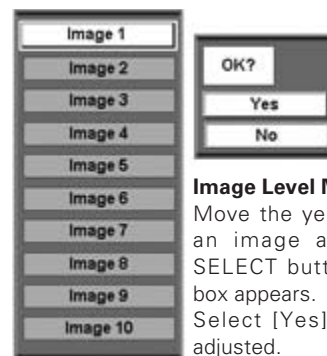 Image 1
Image 2
Image 3
Image 4
Image 5
Image 6
Image 7
Image 8
Image 9
Image 10
OK?
Yes
No
Image Level
Move the
an image
SELECT
box appears.
Select [Yes]
adjusted.